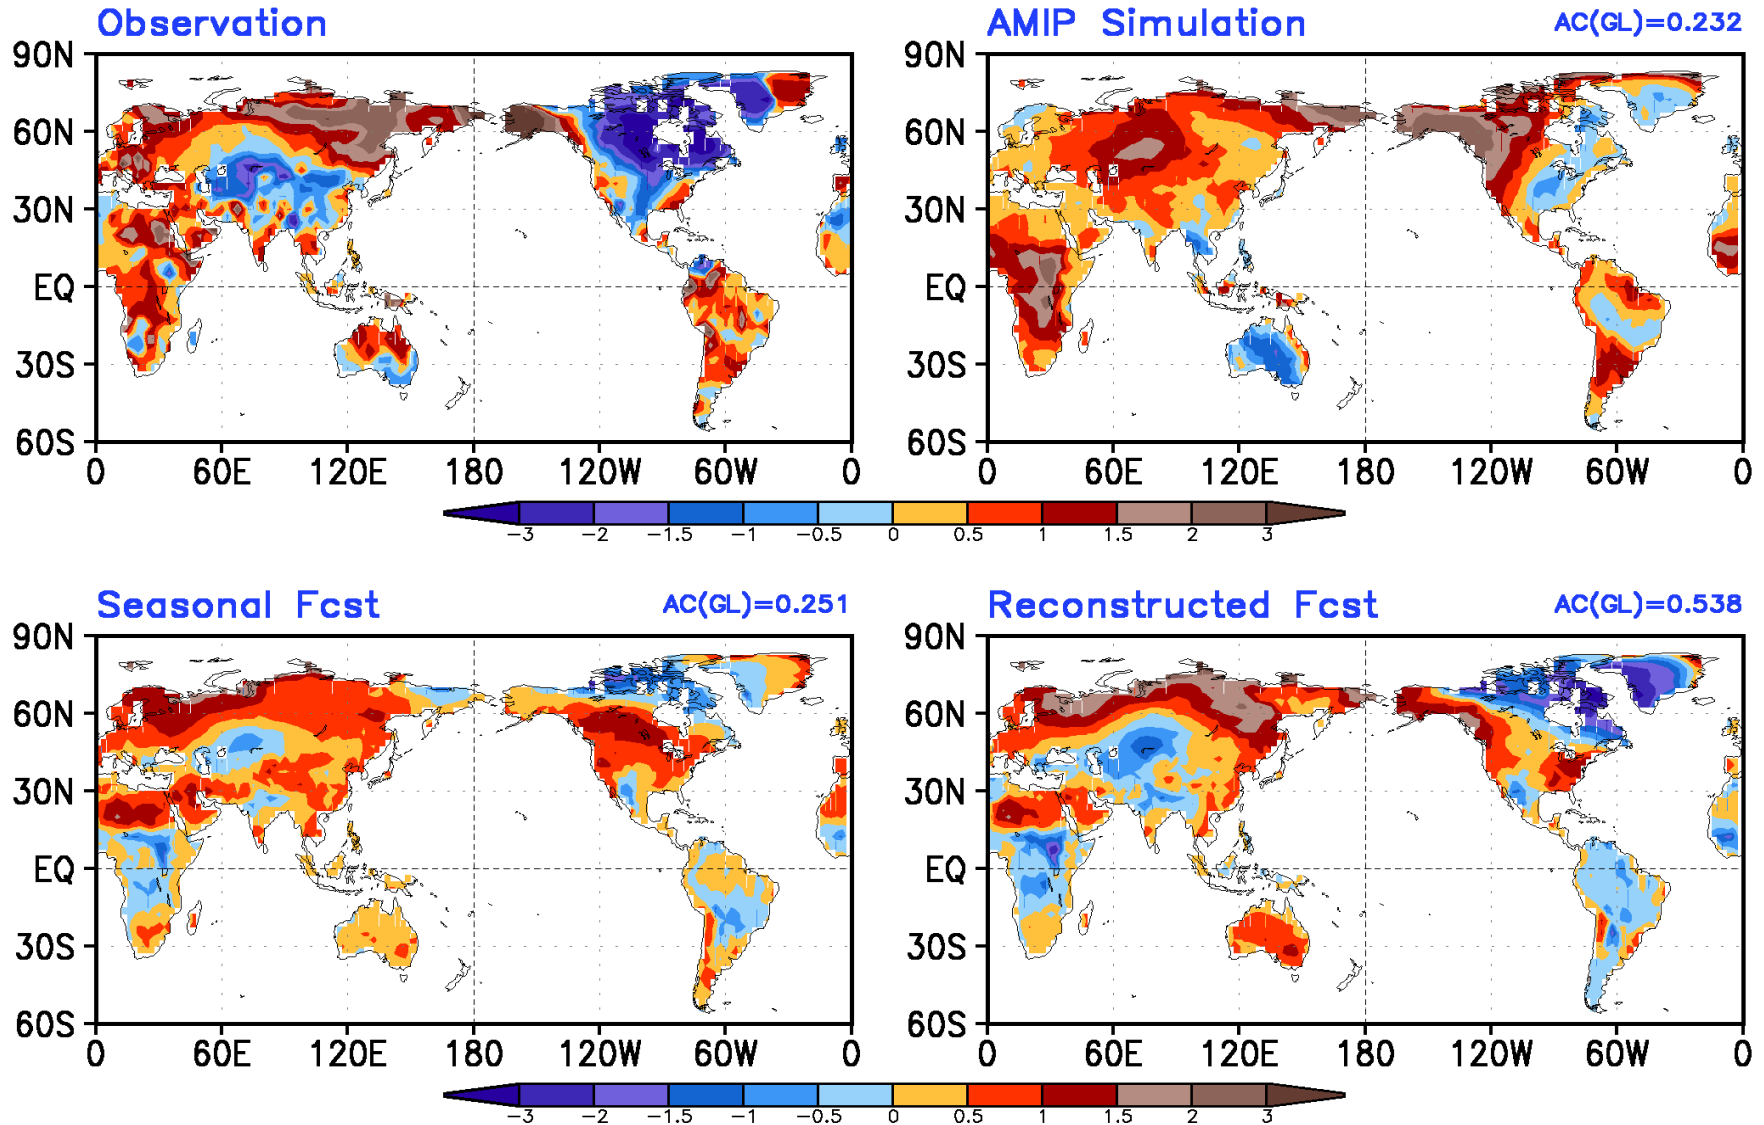 Observation
AMIP Simulation AC(GL)=0.232
90N 90N
60N 60N
30N 30N
EQ EQ
30S 30S
60S 60S
0 60E 120E 180 120W 60W 0 0 60E 120E 180 120W 60W 0
-3 -2 -1.5 -1 -0.5 0 0.5 1 1.5 2 3
Seasonal Fcst AC(GL)=0.251
Reconstructed Fcst AC(GL)=0.538
90N 90N
60N 60N
30N 30N
EQ EQ
30S 30S
60S 60S
0 60E 120E 180 120W 60W 0 0 60E 120E 180 120W 60W 0
-3 -2 -1.5 -1 -0.5 0 0.5 1 1.5 2 3